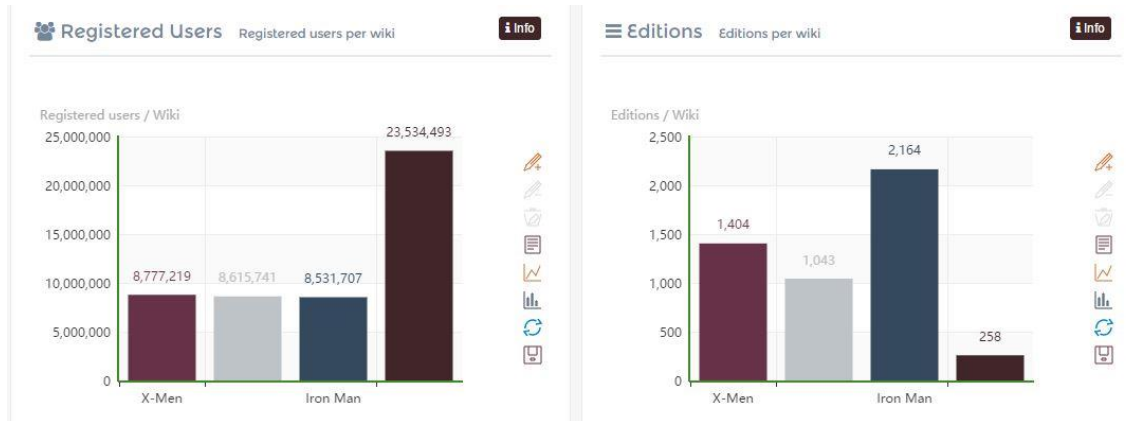 Registered Users Registered users per wiki
i Info
Registered users / Wiki
25,000,000
20,000,000
15,000,000
10,000,000
5,000,000
0
23,534,493
8,777,219
8,615,741
8,531,707
X-Men
Iron Man
Editions Editions per wiki
i Info
Editions / Wiki
2,500
2,000
1,500
1,000
500
0
2,164
1,404
1,043
258
X-Men
Iron Man